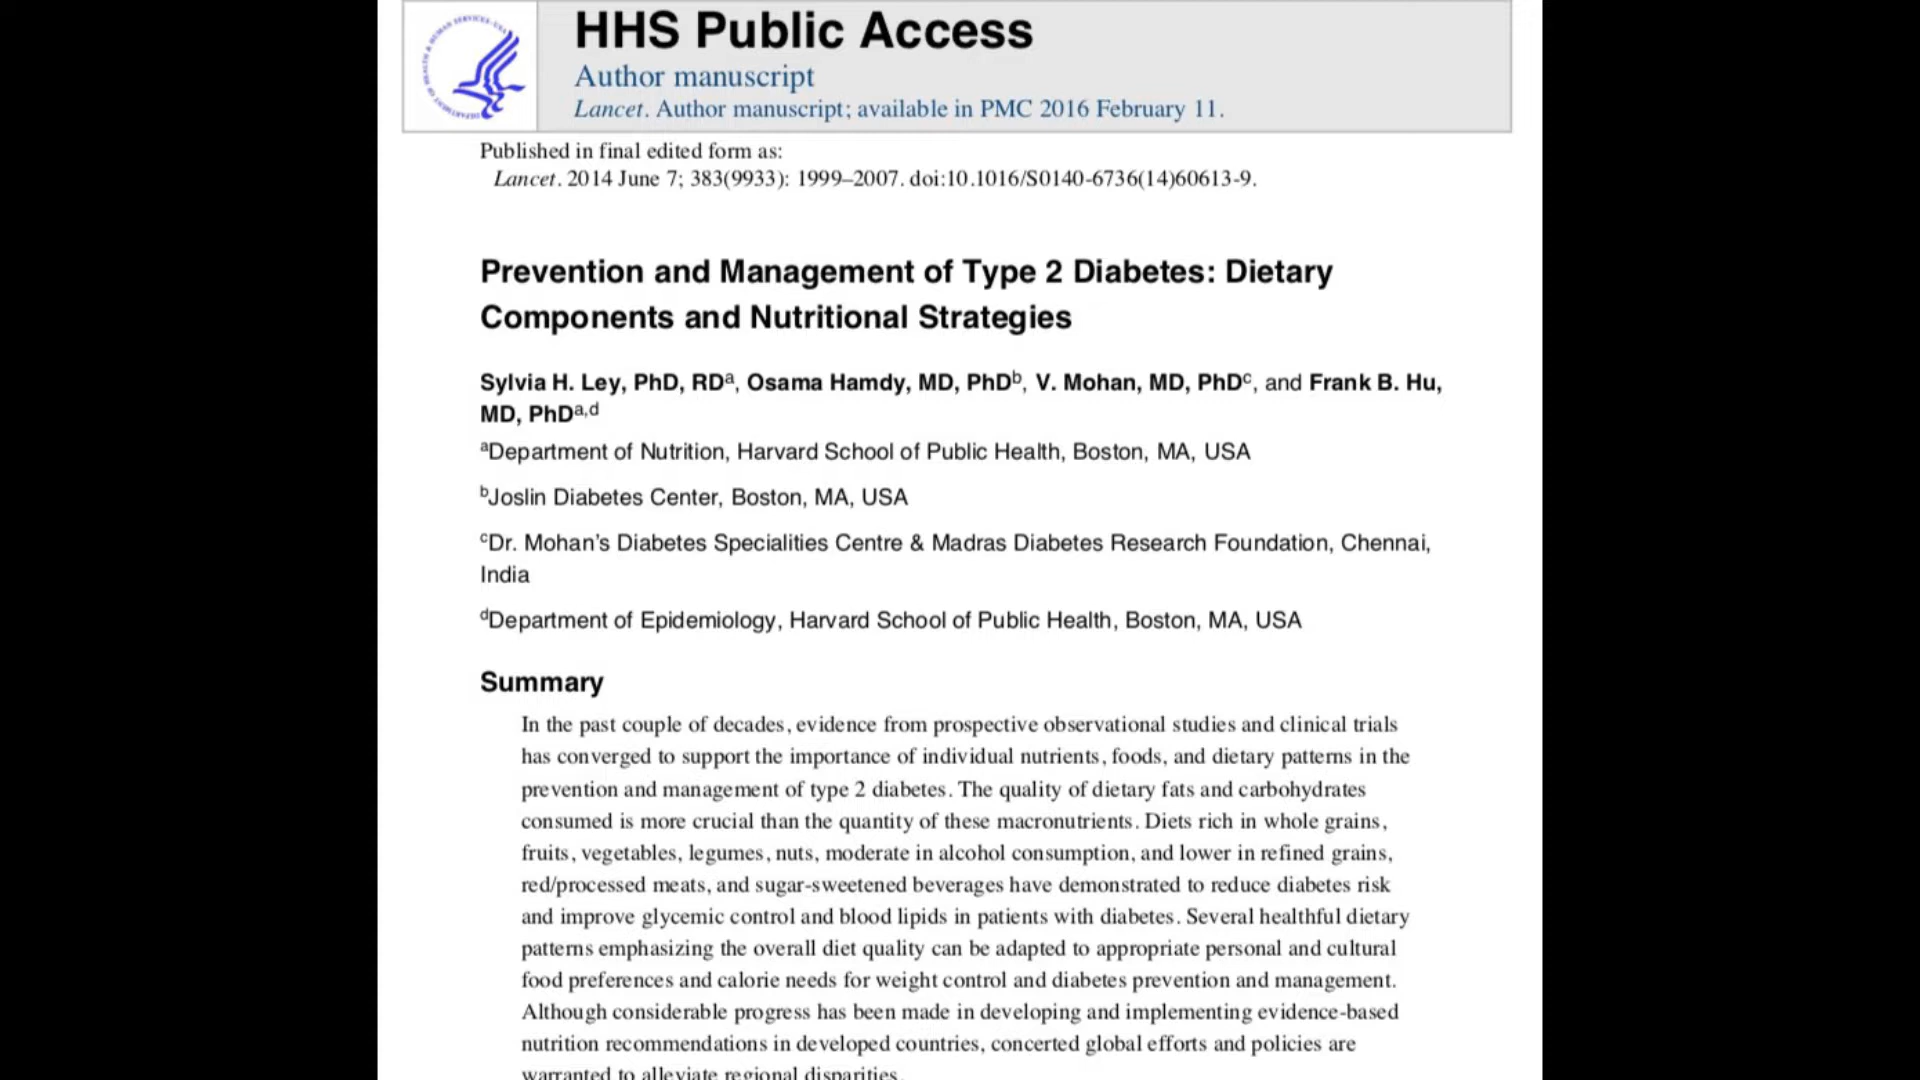 HHS Public Access
Author manuscript
Lancet. Author manuscript; available in PMC 2016 February 11.
Published in final edited form as:
Lancet. 2014 June 7; 383(9933): 1999–2007. doi:10.1016/S0140-6736(14)60613-9.
Prevention and Management of Type 2 Diabetes: Dietary
Components and Nutritional Strategies
Sylvia H. Ley, PhD, RDa, Osama Hamdy, MD, PhDb, V. Mohan, MD, PhDc, and Frank B. Hu,
MD, PhDa,d
aDepartment of Nutrition, Harvard School of Public Health, Boston, MA, USA
bJoslin Diabetes Center, Boston, MA, USA
cDr. Mohan’s Diabetes Specialities Centre & Madras Diabetes Research Foundation, Chennai,
India
dDepartment of Epidemiology, Harvard School of Public Health, Boston, MA, USA
Summary
In the past couple of decades, evidence from prospective observational studies and clinical trials
has converged to support the importance of individual nutrients, foods, and dietary patterns in the
prevention and management of type 2 diabetes. The quality of dietary fats and carbohydrates
consumed is more crucial than the quantity of these macronutrients. Diets rich in whole grains,
fruits, vegetables, legumes, nuts, moderate in alcohol consumption, and lower in refined grains,
red/processed meats, and sugar-sweetened beverages have demonstrated to reduce diabetes risk
and improve glycemic control and blood lipids in patients with diabetes. Several healthful dietary
patterns emphasizing the overall diet quality can be adapted to appropriate personal and cultural
food preferences and calorie needs for weight control and diabetes prevention and management.
Although considerable progress has been made in developing and implementing evidence-based
nutrition recommendations in developed countries, concerted global efforts and policies are
warranted to alleviate regional disparities.